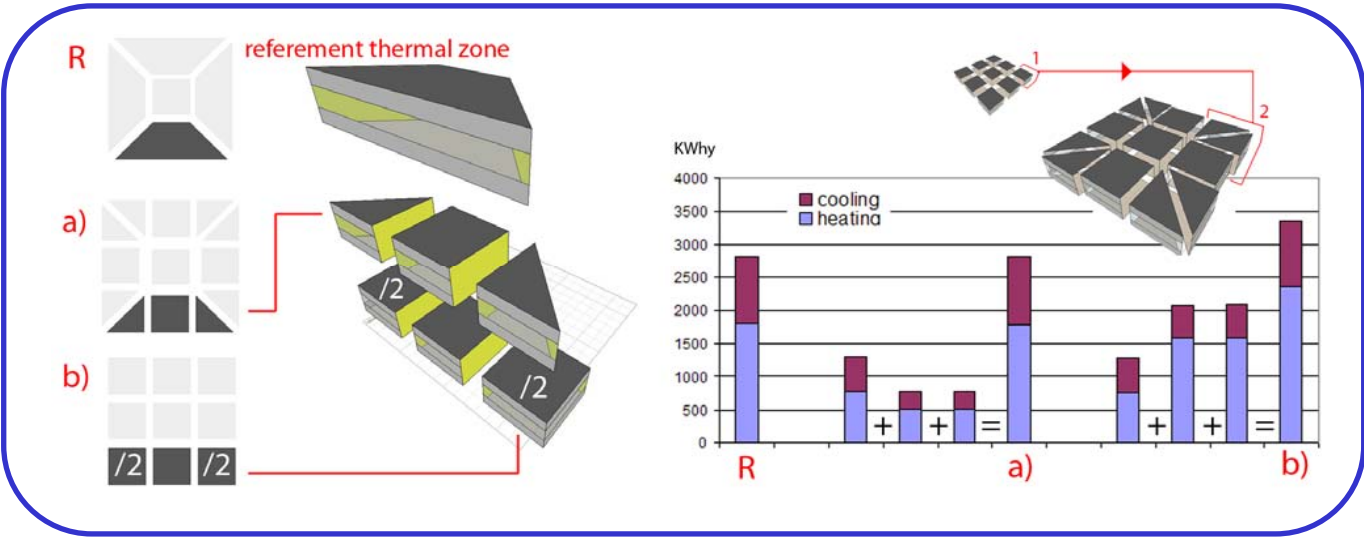 R
referement thermal zone
a)
b)
/2
/2
/2
/2
1
2
KWhy
4000
3500
3000
2500
2000
1500
1000
500
0
cooling
heating
+ + =
+ + =
R a) b)